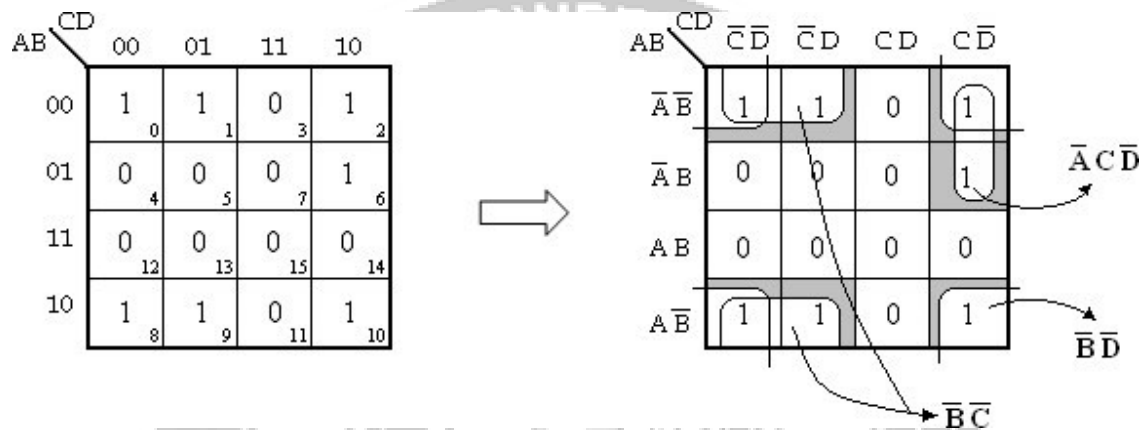 CD
AB 00 01 11 10
00 1 0 1 1 0 3 1 2
01 0 4 0 5 0 7 1 6
11 0 12 0 13 0 15 0 14
10 1 8 1 9 0 11 1 10
CD
AB C̅D̅ C̅D CD CD̅
A̅B̅ 1 1 0 1
A̅B 0 0 0 1
AB 0 0 0 0
AB̅ 1 1 0 1
A̅CD̅
B̅D̅
B̅C̅